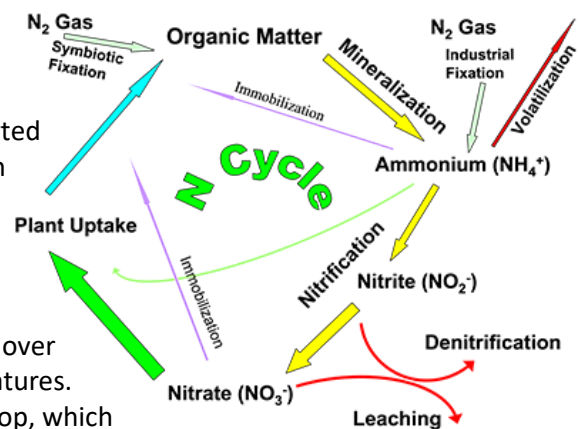 N₂ Gas
Symbiotic
Fixation
Organic Matter
Mineralization
N₂ Gas
Industrial
Fixation
Volatilization
Immobilization
ted
N Cycle
Ammonium (NH₄⁺)
Plant Uptake
Immobilization
Nitrification
Nitrite (NO₂⁻)
over
Denitrification
atures.
Nitrate (NO₃⁻)
op, which
Leaching